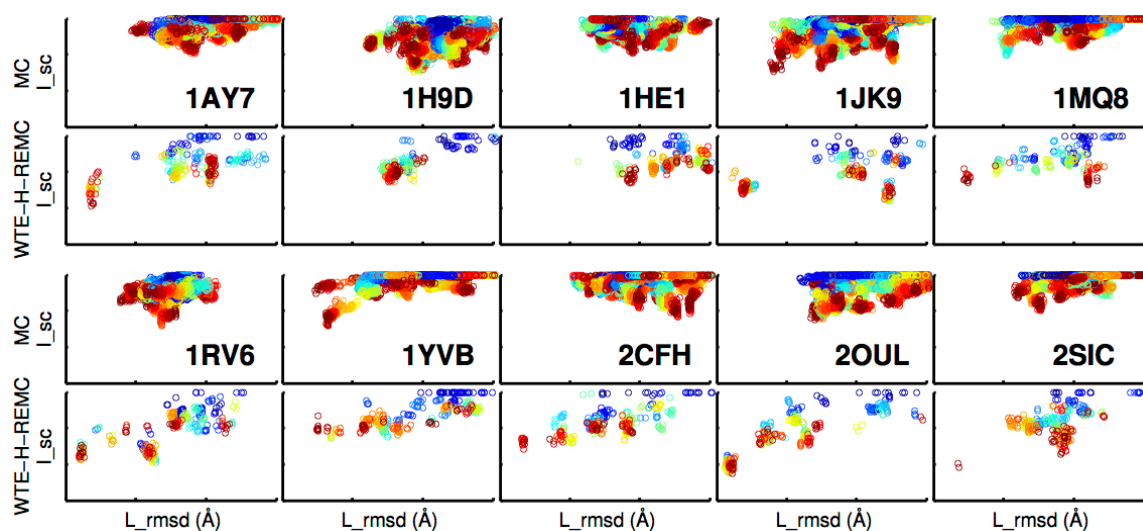 MC
I_sc
1AY7
1H9D
1HE1
1JK9
1MQ8
WTE-H-REMC
I_sc
MC
I_sc
1RV6
1YVB
2CFH
2OUL
2SIC
WTE-H-REMC
I_sc
L_rmsd (Å)
L_rmsd (Å)
L_rmsd (Å)
L_rmsd (Å)
L_rmsd (Å)